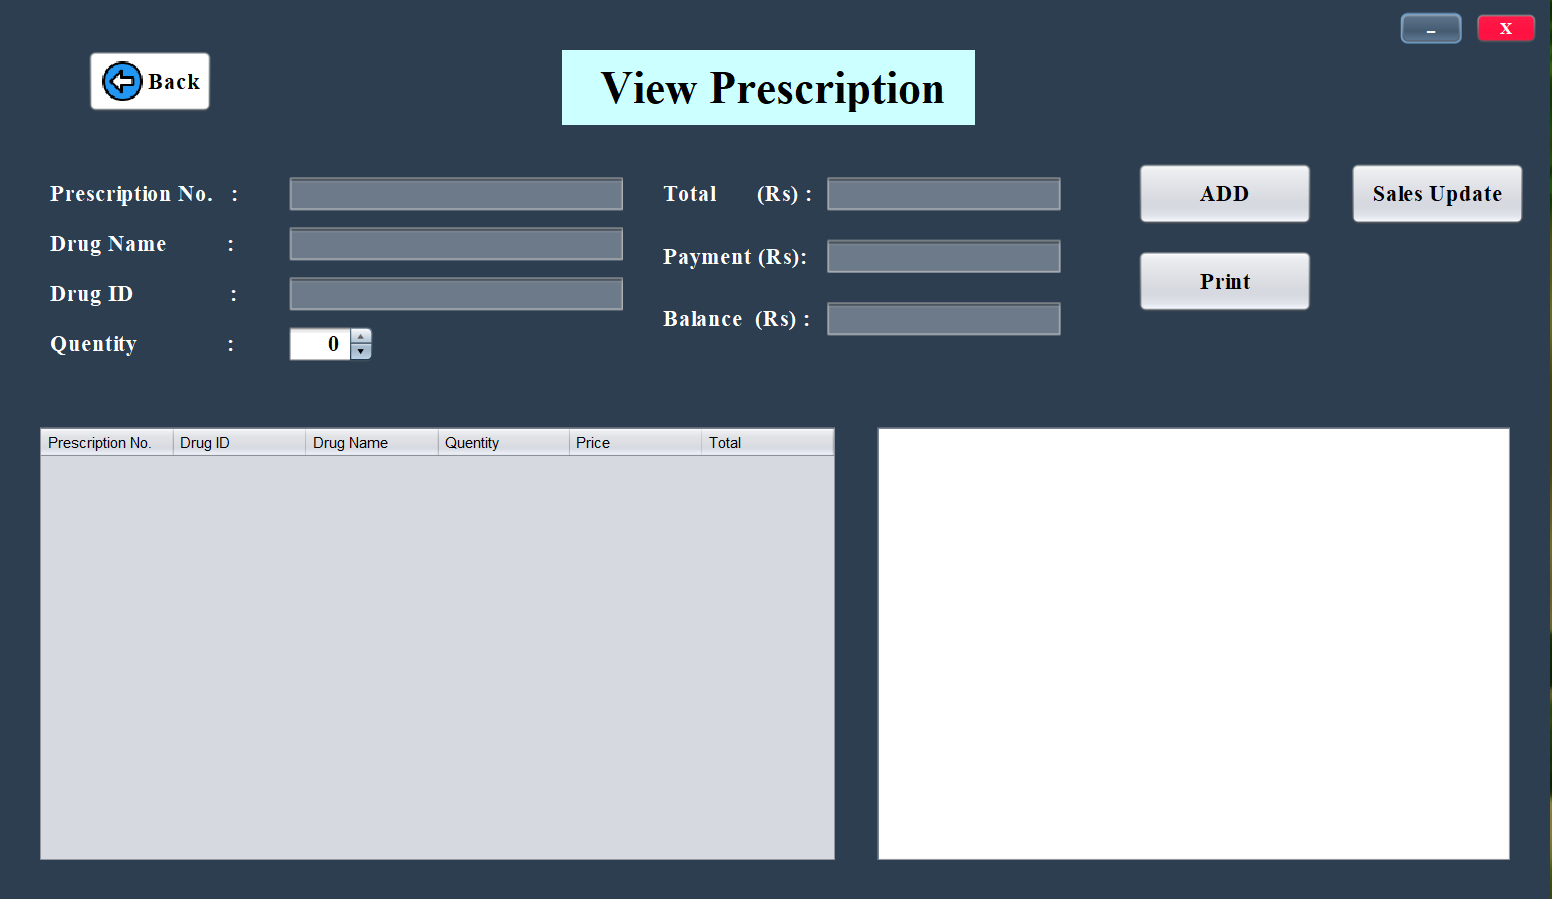 –
X
Back
View Prescription
Prescription No. :
Drug Name :
Drug ID :
Quentity :
0
Total (Rs) :
Payment (Rs):
Balance (Rs) :
ADD
Sales Update
Print
Prescription No. Drug ID Drug Name Quentity Price Total